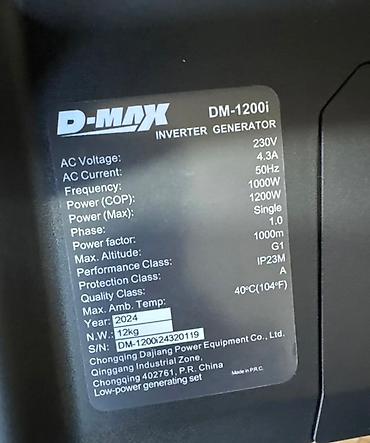 D-MAX DM-1200i
INVERTER GENERATOR
AC Voltage: 230V
AC Current: 4.3A
Frequency: 50Hz
Power (COP): 1000W
Power (Max): 1200W
Phase: Single
Power factor: 1.0
Max. Altitude: 1000m
Performance Class: G1
Protection Class: IP23M
Quality Class: A
Max. Amb. Temp: 40°C(104°F)
Year: 2024
N.W.: 12kg
S/N: DM-1200i24320119
Chongqing Dajiang Power Equipment Co., Ltd.
Qinggang Industrial Zone,
Chongqing 402761, P.R. China Made in P.R.C.
Low-power generating set